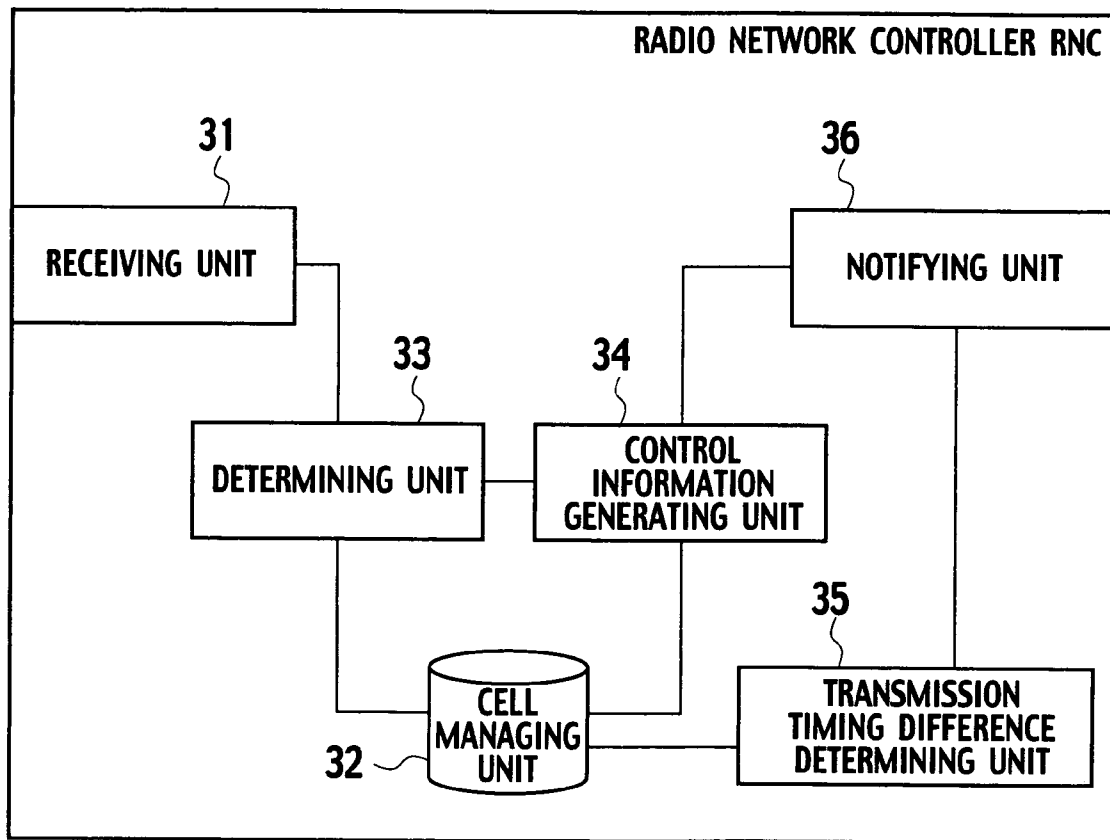 RADIO NETWORK CONTROLLER RNC
31
36
RECEIVING UNIT
NOTIFYING UNIT
33
34
DETERMINING UNIT
CONTROL
INFORMATION
GENERATING UNIT
35
CELL
MANAGING
UNIT
32
TRANSMISSION
TIMING DIFFERENCE
DETERMINING UNIT